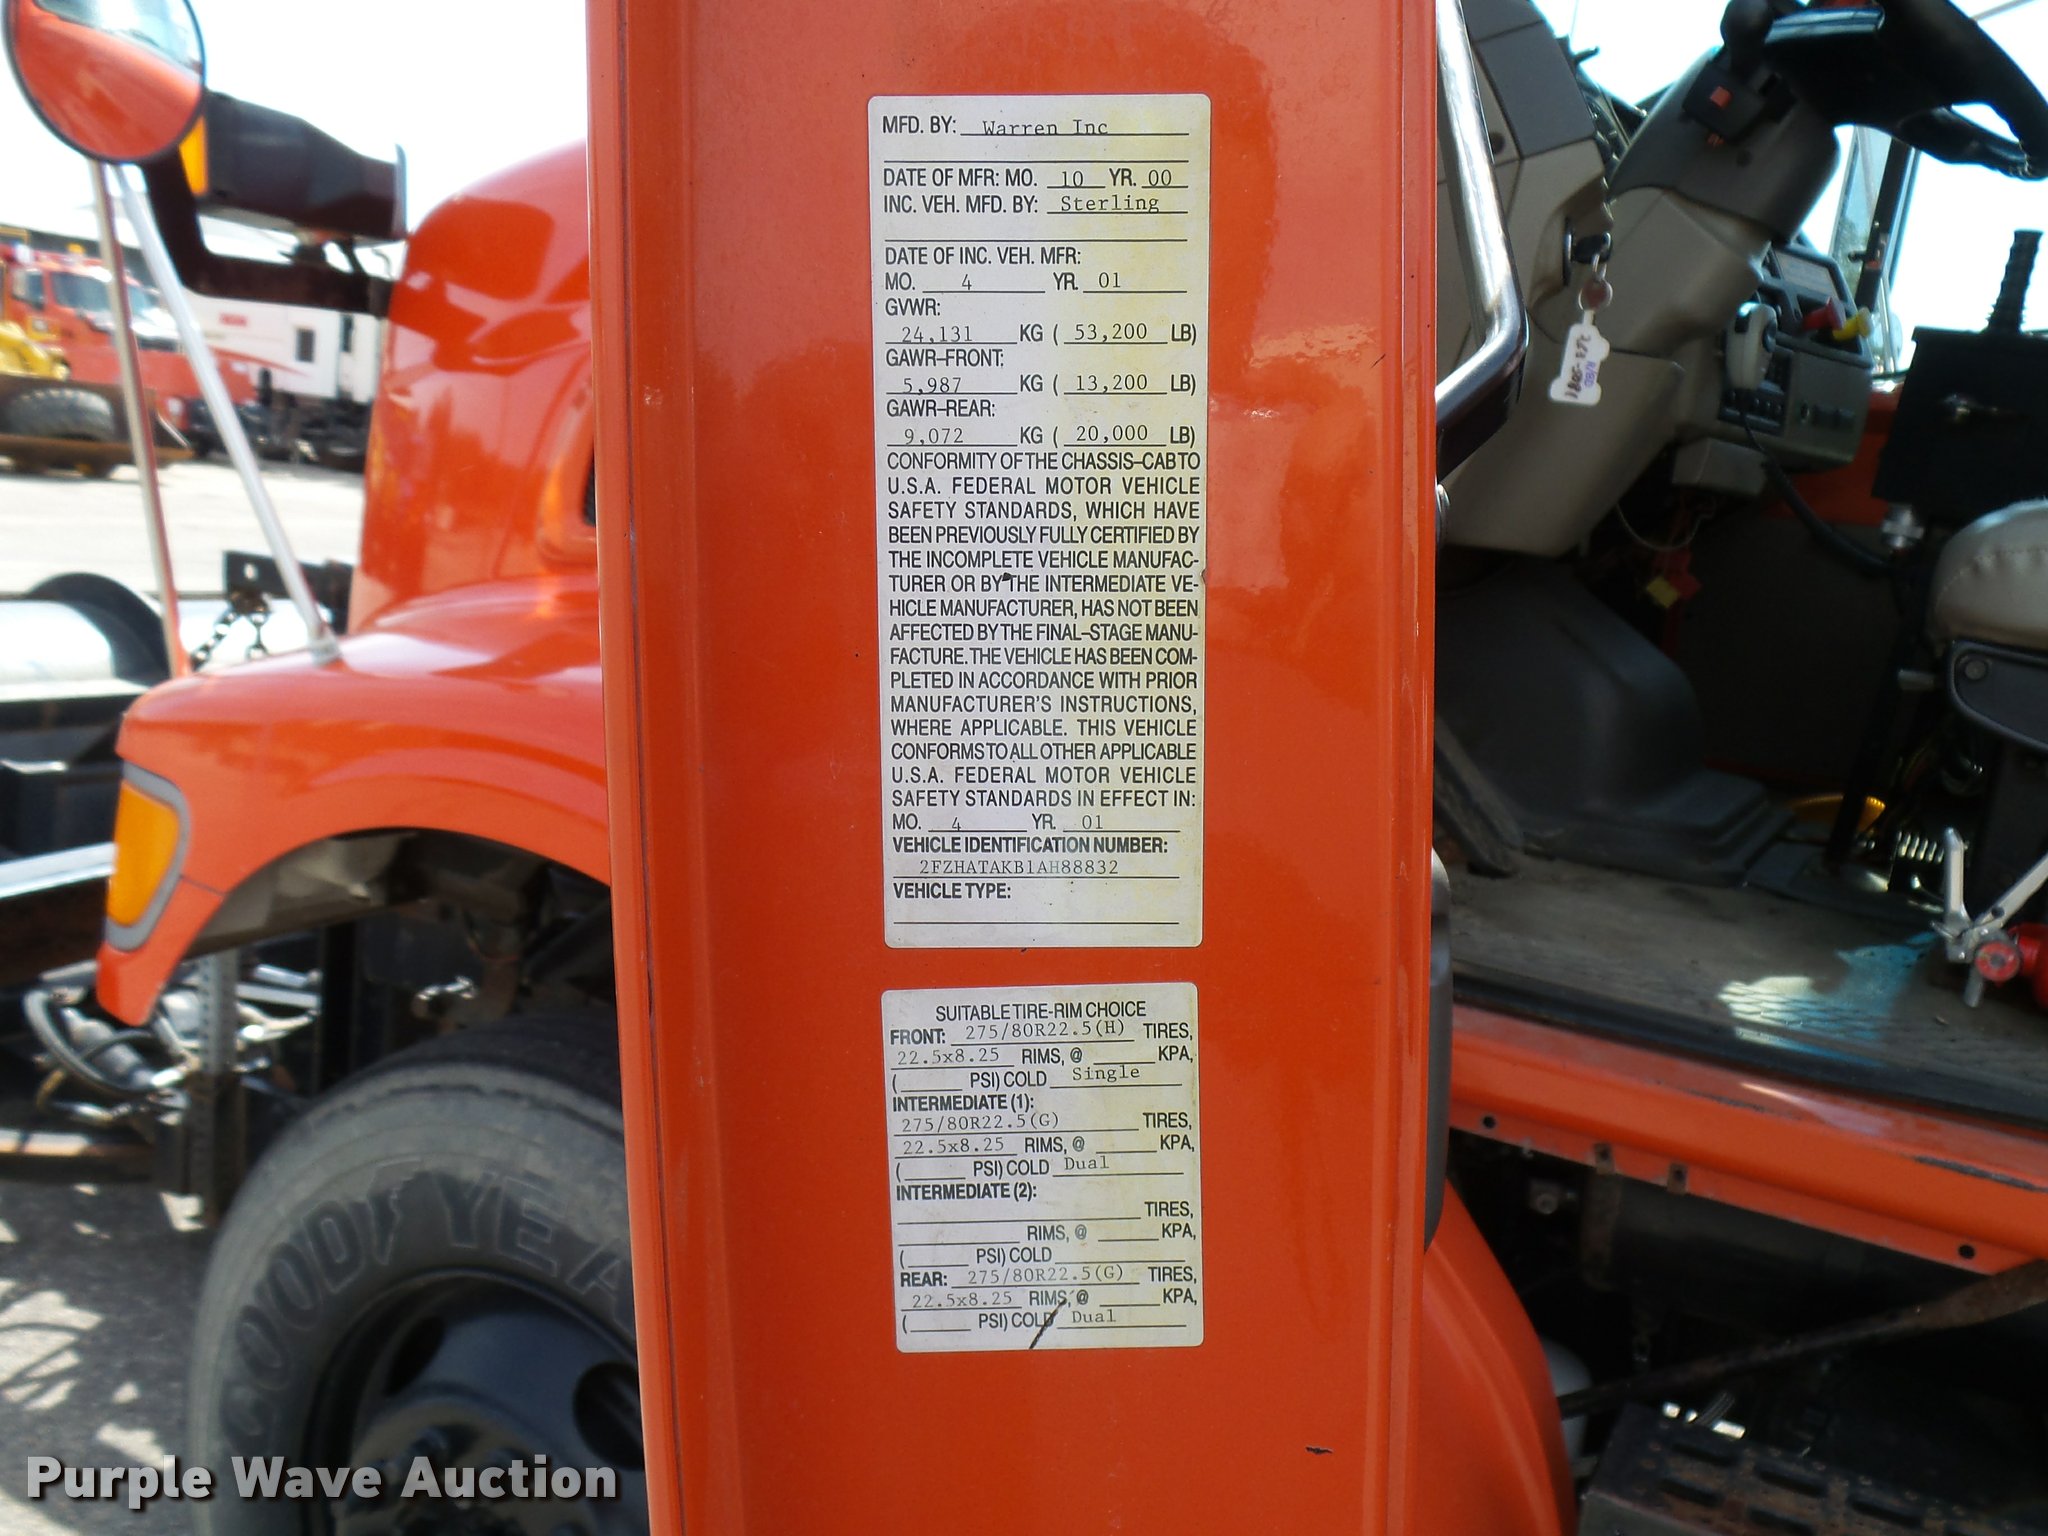 MFD. BY: Warren Inc
DATE OF MFR: MO. 10 YR. 00
INC. VEH. MFD. BY: Sterling
DATE OF INC. VEH. MFR:
MO. 4 YR. 01
GVWR:
24,131 KG ( 53,200 LB)
GAWR-FRONT:
5,987 KG ( 13,200 LB)
GAWR-REAR:
9,072 KG ( 20,000 LB)
CONFORMITY OF THE CHASSIS-CAB TO
U.S.A. FEDERAL MOTOR VEHICLE
SAFETY STANDARDS, WHICH HAVE
BEEN PREVIOUSLY FULLY CERTIFIED BY
THE INCOMPLETE VEHICLE MANUFAC-
TURER OR BY THE INTERMEDIATE VE-
HICLE MANUFACTURER, HAS NOT BEEN
AFFECTED BY THE FINAL-STAGE MANU-
FACTURE. THE VEHICLE HAS BEEN COM-
PLETED IN ACCORDANCE WITH PRIOR
MANUFACTURER'S INSTRUCTIONS,
WHERE APPLICABLE. THIS VEHICLE
CONFORMS TO ALL OTHER APPLICABLE
U.S.A. FEDERAL MOTOR VEHICLE
SAFETY STANDARDS IN EFFECT IN:
MO. 4 YR. 01
VEHICLE IDENTIFICATION NUMBER:
2FZHATAKB1AH88832
VEHICLE TYPE:
SUITABLE TIRE-RIM CHOICE
FRONT: 275/80R22.5(H) TIRES,
22.5x8.25 RIMS, @ KPA,
( PSI) COLD Single
INTERMEDIATE (1):
275/80R22.5(G) TIRES,
22.5x8.25 RIMS, @ KPA,
( PSI) COLD Dual
INTERMEDIATE (2):
TIRES,
RIMS, @ KPA,
( PSI) COLD
REAR: 275/80R22.5(G) TIRES,
22.5x8.25 RIMS, @ KPA,
( PSI) COLD Dual
GOODYEA
Purple Wave Auction